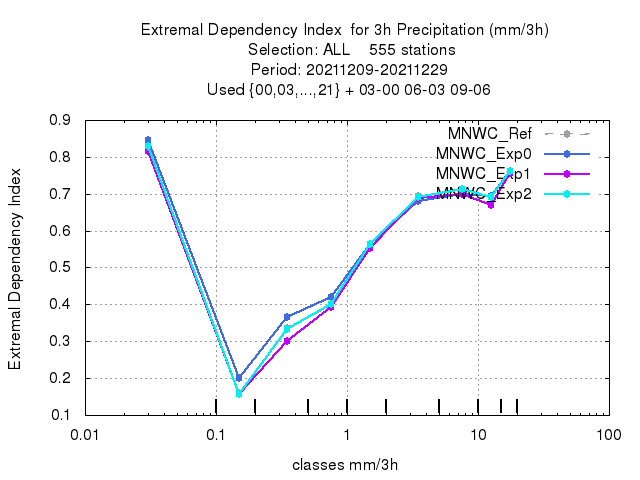 Extremal Dependency Index for 3h Precipitation (mm/3h)
Selection: ALL 555 stations
Period: 20211209-20211229
Used {00,03,...,21} + 03-00 06-03 09-06
MNWC_Ref
MNWC_Exp0
MNWC_Exp1
MNWC_Exp2
Extremal Dependency Index
0.9
0.8
0.7
0.6
0.5
0.4
0.3
0.2
0.1
0.01 0.1 1 10 100
classes mm/3h